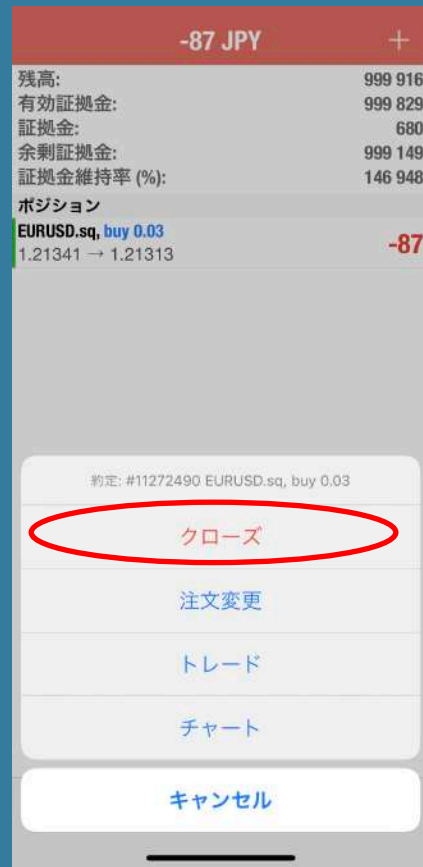 -87 JPY +
残高: 999 916
有効証拠金: 999 829
証拠金: 680
余剰証拠金: 999 149
証拠金維持率 (%): 146 948
ポジション
EURUSD.sq, buy 0.03
1.21341 → 1.21313 -87
約定: #11272490 EURUSD.sq, buy 0.03
クローズ
注文変更
トレード
チャート
キャンセル